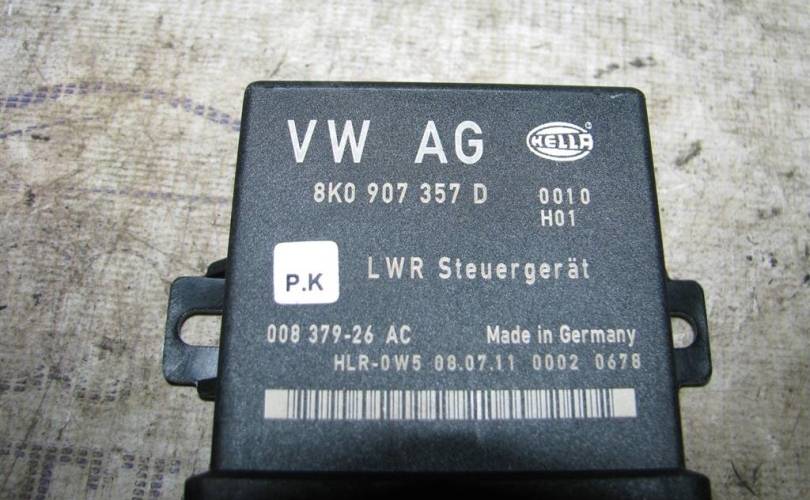 VW AG HELLA
8K0 907 357 D 0010
H01
P.K LWR Steuergerät
008 379-26 AC Made in Germany
HLR-0W5 08.07.11 0002 0678